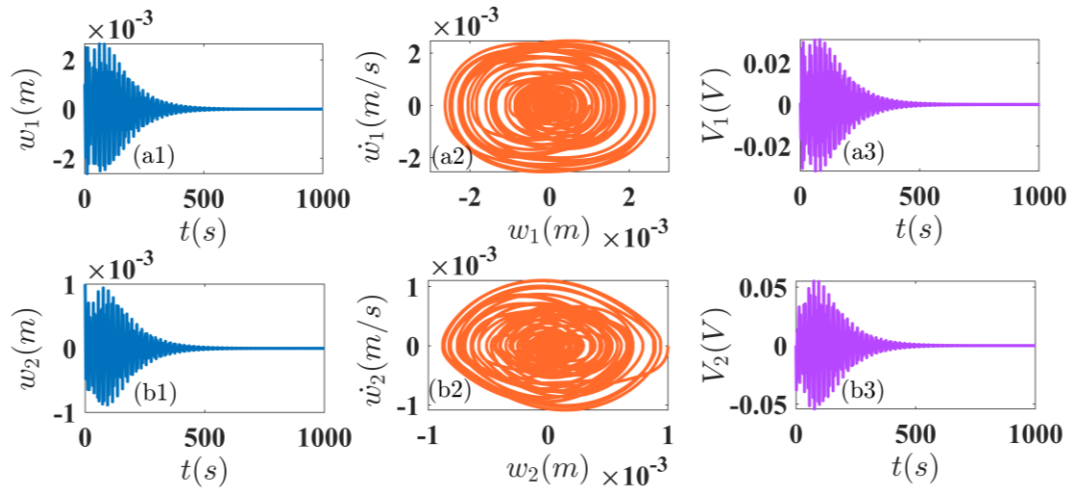 ×10⁻³
w₁(m)
2
0
-2
(a1)
0 500 1000
t(s)
×10⁻³
ẇ₁(m/s)
2
0
-2
(a2)
-2 0 2
w₁(m) ×10⁻³
V₁(V)
0.02
0
-0.02
(a3)
0 500 1000
t(s)
×10⁻³
w₂(m)
1
0
-1
(b1)
0 500 1000
t(s)
×10⁻³
ẇ₂(m/s)
1
0
-1
(b2)
-1 0 1
w₂(m) ×10⁻³
V₂(V)
0.05
0
-0.05
(b3)
0 500 1000
t(s)